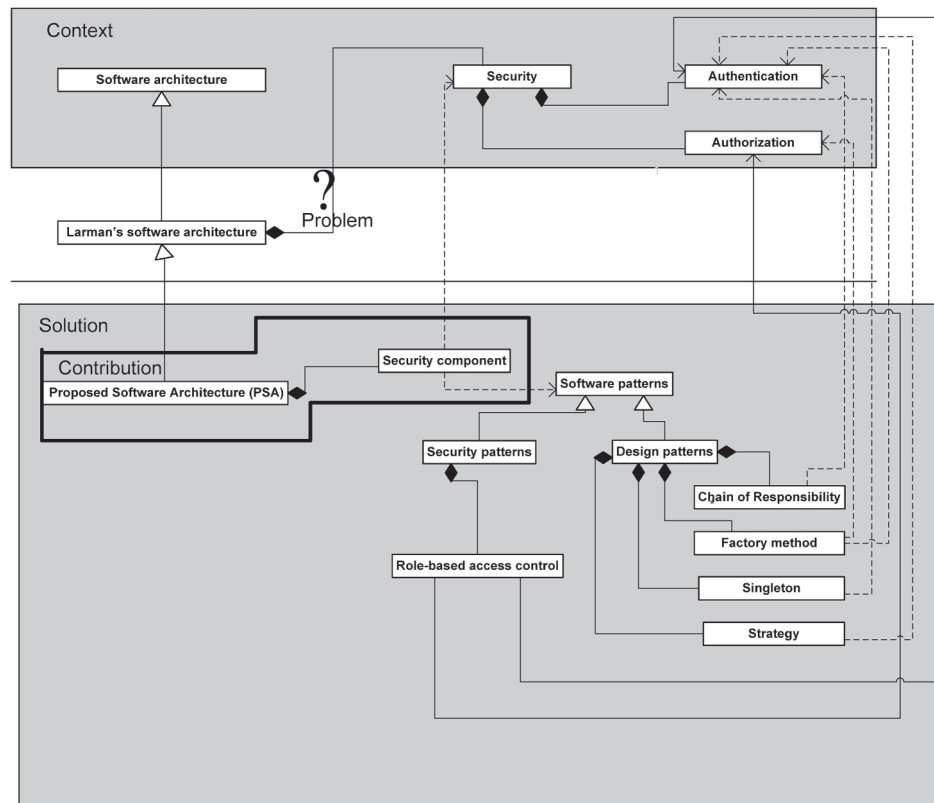 Context
Software architecture
Security
Authentication
Authorization
?
Problem
Larman's software architecture
Solution
Contribution
Security component
Proposed Software Architecture (PSA)
Software patterns
Security patterns
Design patterns
Chain of Responsibility
Factory method
Role-based access control
Singleton
Strategy